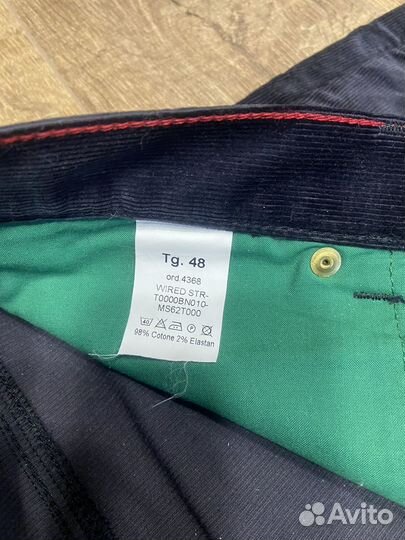 Tg. 48
ord 4368
WIRED STR-
T0000BN010-
MS62T000
40
98% Cotone 2% Elastan
Avito